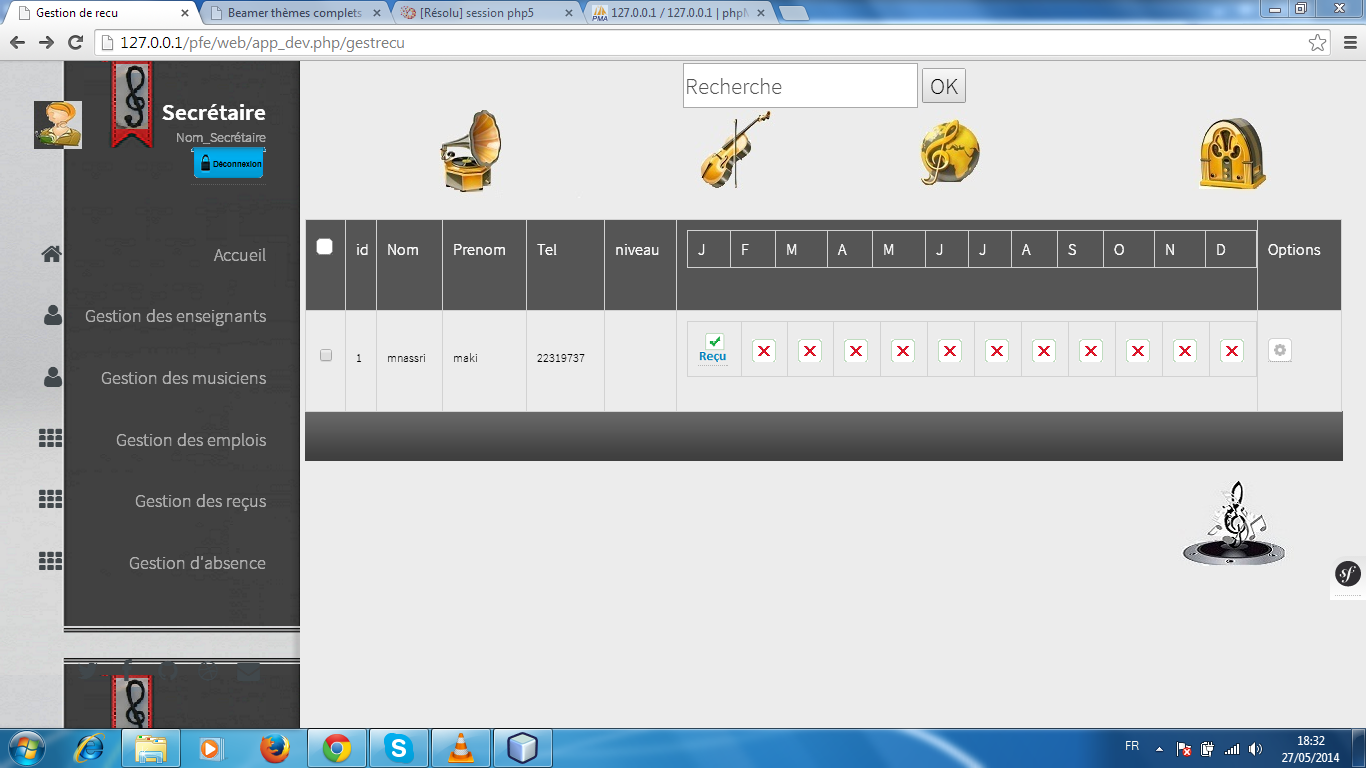 Gestion de recu
Beamer thèmes complets
[Résolu] session php5
127.0.0.1 / 127.0.0.1 | phpM
127.0.0.1/pfe/web/app_dev.php/gestrecu
Recherche
OK
Secrétaire
Nom_Secrétaire
Déconnexion
Accueil
Gestion des enseignants
Gestion des musiciens
Gestion des emplois
Gestion des reçus
Gestion d'absence
id Nom Prenom Tel niveau J F M A M J J A S O N D Options
1 mnassri maki 22319737
Reçu
sf
FR
18:32
27/05/2014